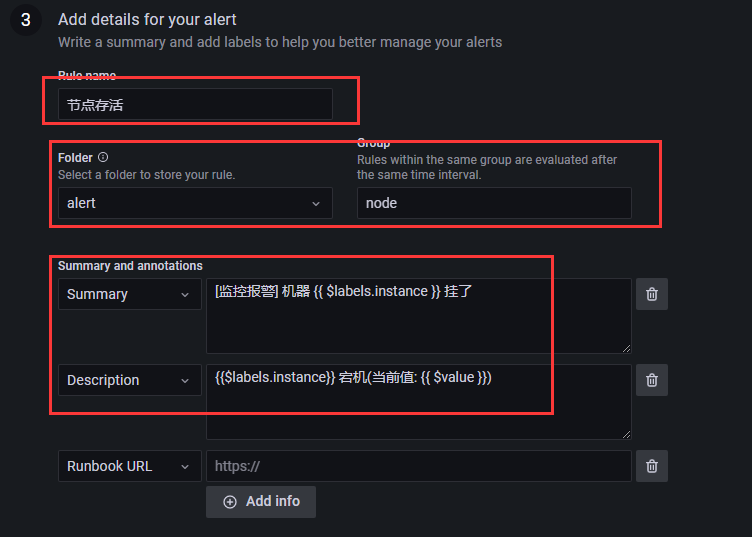 3 Add details for your alert
Write a summary and add labels to help you better manage your alerts
Rule name
节点存活
Folder
Select a folder to store your rule.
alert
Group
Rules within the same group are evaluated after
the same time interval.
node
Summary and annotations
Summary
[监控报警] 机器 {{ $labels.instance }} 挂了
Description
{{$labels.instance}} 宕机(当前值: {{ $value }})
Runbook URL
https://
Add info